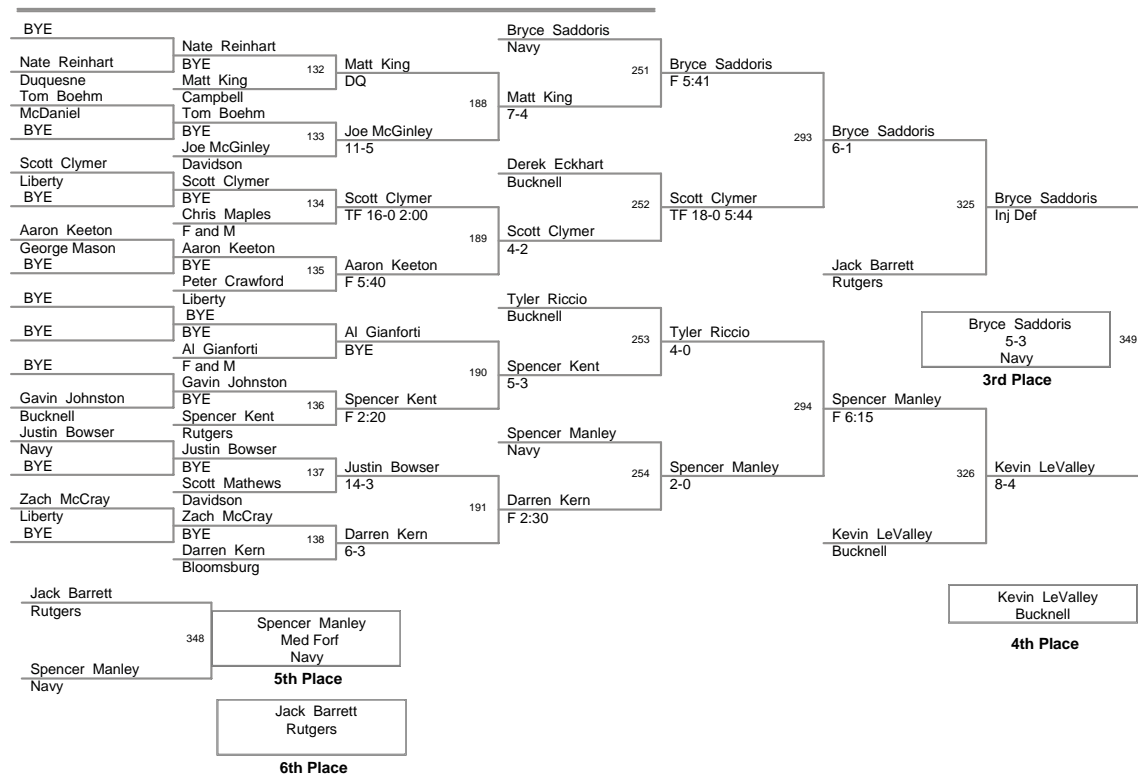 BYE
Nate Reinhart
Duquesne
Tom Boehm
McDaniel
BYE
Scott Clymer
Liberty
BYE
Aaron Keeton
George Mason
BYE
BYE
BYE
BYE
Gavin Johnston
Bucknell
Justin Bowser
Navy
BYE
Zach McCray
Liberty
BYE
Nate Reinhart
BYE
132
Matt King
Campbell
Tom Boehm
BYE
133
Joe McGinley
Davidson
Scott Clymer
BYE
134
Chris Maples
F and M
Aaron Keeton
BYE
135
Peter Crawford
Liberty
BYE
BYE
Al Gianforti
F and M
Gavin Johnston
BYE
136
Spencer Kent
Rutgers
Justin Bowser
BYE
137
Scott Mathews
Davidson
Zach McCray
BYE
138
Darren Kern
Bloomsburg
Matt King
DQ
188
Joe McGinley
11-5
Scott Clymer
TF 16-0 2:00
189
Aaron Keeton
F 5:40
Al Gianforti
BYE
190
Spencer Kent
F 2:20
Justin Bowser
14-3
191
Darren Kern
6-3
Bryce Saddoris
Navy
251
Matt King
7-4
Derek Eckhart
Bucknell
252
Scott Clymer
4-2
Tyler Riccio
Bucknell
253
Spencer Kent
5-3
Spencer Manley
Navy
254
Darren Kern
F 2:30
Bryce Saddoris
F 5:41
293
Scott Clymer
TF 18-0 5:44
Tyler Riccio
4-0
294
Spencer Manley
2-0
Bryce Saddoris
6-1
325
Jack Barrett
Rutgers
Spencer Manley
F 6:15
326
Kevin LeValley
Bucknell
Bryce Saddoris
Inj Def
Bryce Saddoris
5-3
Navy
349
3rd Place
Kevin LeValley
8-4
Kevin LeValley
Bucknell
4th Place
Jack Barrett
Rutgers
348
Spencer Manley
Navy
Spencer Manley
Med Forf
Navy
5th Place
Jack Barrett
Rutgers
6th Place